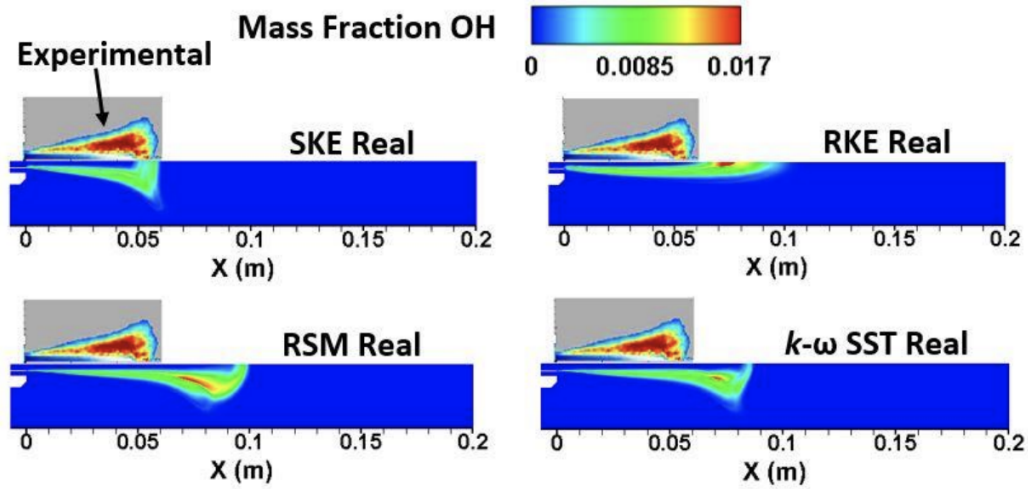 Mass Fraction OH
0 0.0085 0.017
Experimental
SKE Real
0 0.05 0.1 0.15 0.2
X (m)
RKE Real
0 0.05 0.1 0.15 0.2
X (m)
RSM Real
0 0.05 0.1 0.15 0.2
X (m)
k-ω SST Real
0 0.05 0.1 0.15 0.2
X (m)